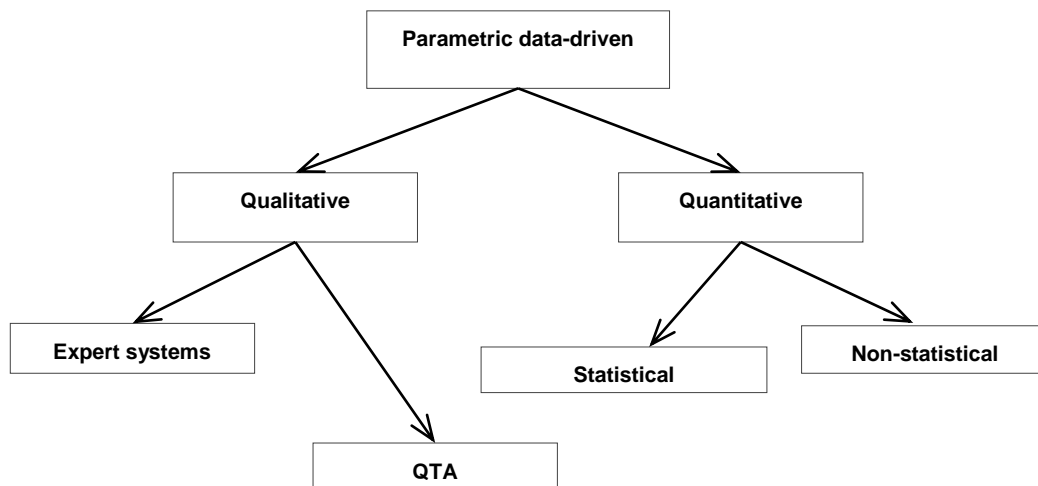 Parametric data-driven
Qualitative
Quantitative
Expert systems
Statistical
Non-statistical
QTA